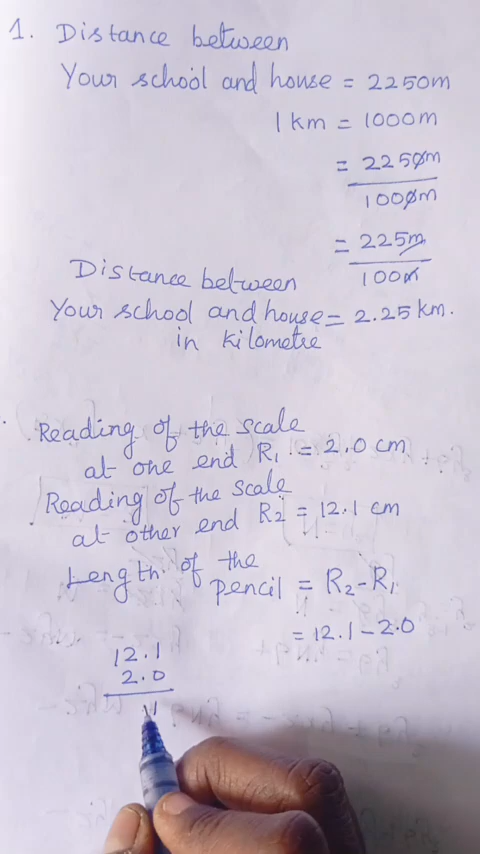 1. Distance between
Your school and house = 2250m
1 km = 1000m
= 2250m
1000m
= 225m
100m
Distance between
Your school and house = 2.25 km.
in kilometre
Reading of the scale
at one end R1 = 2.0 cm
Reading of the scale
at other end R2 = 12.1 cm
Length of the
pencil = R2-R1
= 12.1-2.0
12.1
2.0
.1